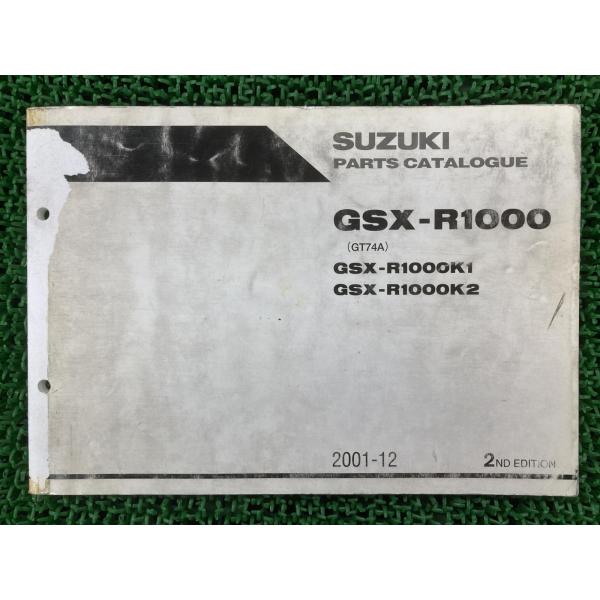 SUZUKI
PARTS CATALOGUE
GSX-R1000
(GT74A)
GSX-R1000K1
GSX-R1000K2
2001-12
2ND EDITION